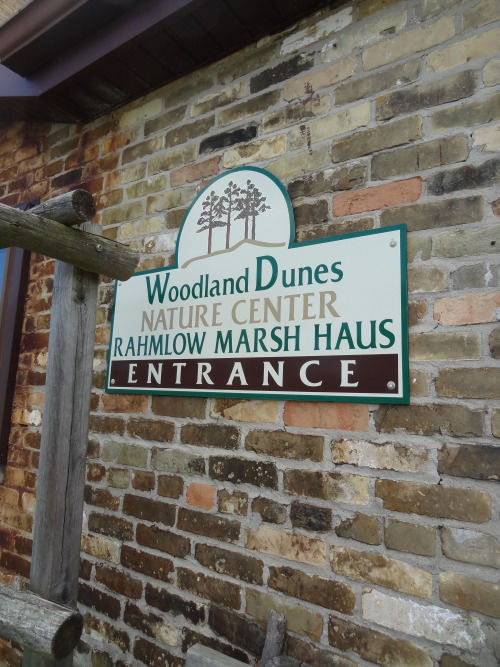 Woodland Dunes
NATURE CENTER
RAHMLOW MARSH HAUS
ENTRANCE